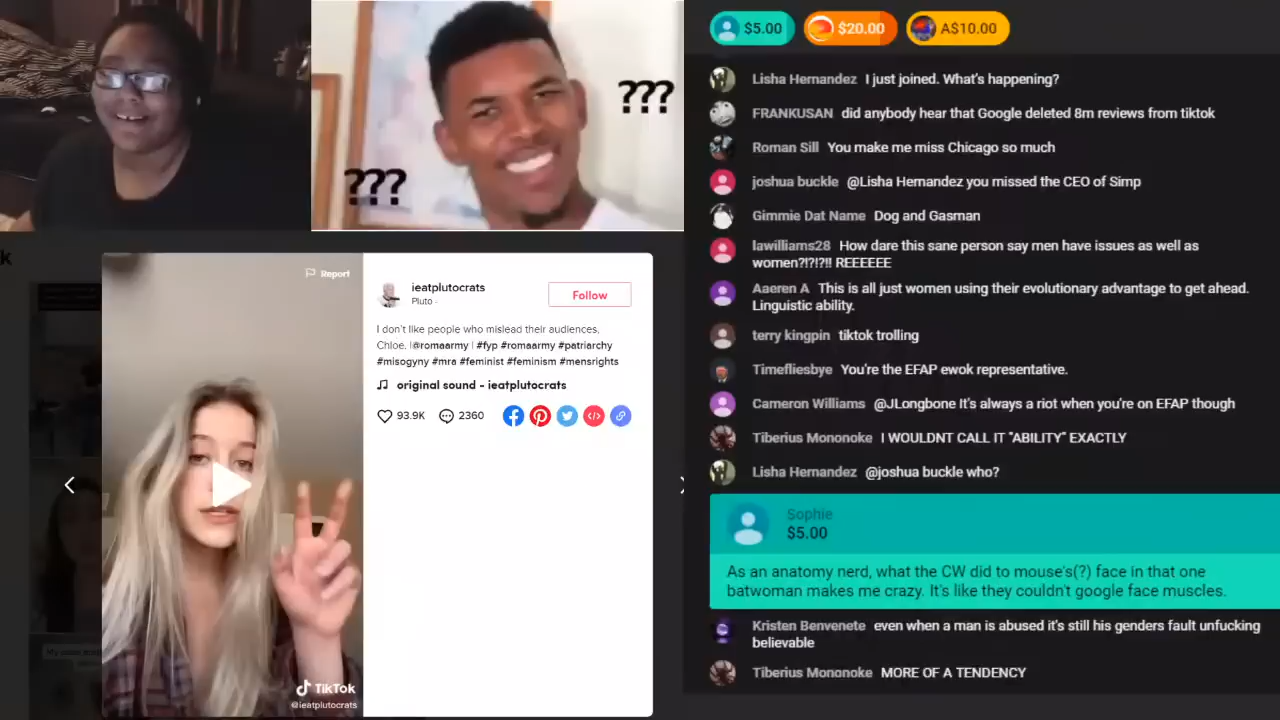 ???
???
k
Report
ieatplutocrats
Pluto ·
Follow
I don't like people who mislead their audiences,
Chloe. |@romaarmy | #fyp #romaarmy #patriarchy
#misogyny #mra #feminist #feminism #mensrights
original sound - ieatplutocrats
93.9K
2360
TikTok
@ieatplutocrats
$5.00
$20.00
A$10.00
Lisha Hernandez I just joined. What's happening?
FRANKUSAN did anybody hear that Google deleted 8m reviews from tiktok
Roman Sill You make me miss Chicago so much
joshua buckle @Lisha Hernandez you missed the CEO of Simp
Gimmie Dat Name Dog and Gasman
lawilliams28 How dare this sane person say men have issues as well as
women?!?!?!! REEEEEE
Aaeren A This is all just women using their evolutionary advantage to get ahead.
Linguistic ability.
terry kingpin tiktok trolling
Timefliesbye You're the EFAP ewok representative.
Cameron Williams @JLongbone It's always a riot when you're on EFAP though
Tiberius Mononoke I WOULDNT CALL IT "ABILITY" EXACTLY
Lisha Hernandez @joshua buckle who?
Sophie
$5.00
As an anatomy nerd, what the CW did to mouse's(?) face in that one
batwoman makes me crazy. It's like they couldn't google face muscles.
Kristen Benvenete even when a man is abused it's still his genders fault unfucking
believable
Tiberius Mononoke MORE OF A TENDENCY